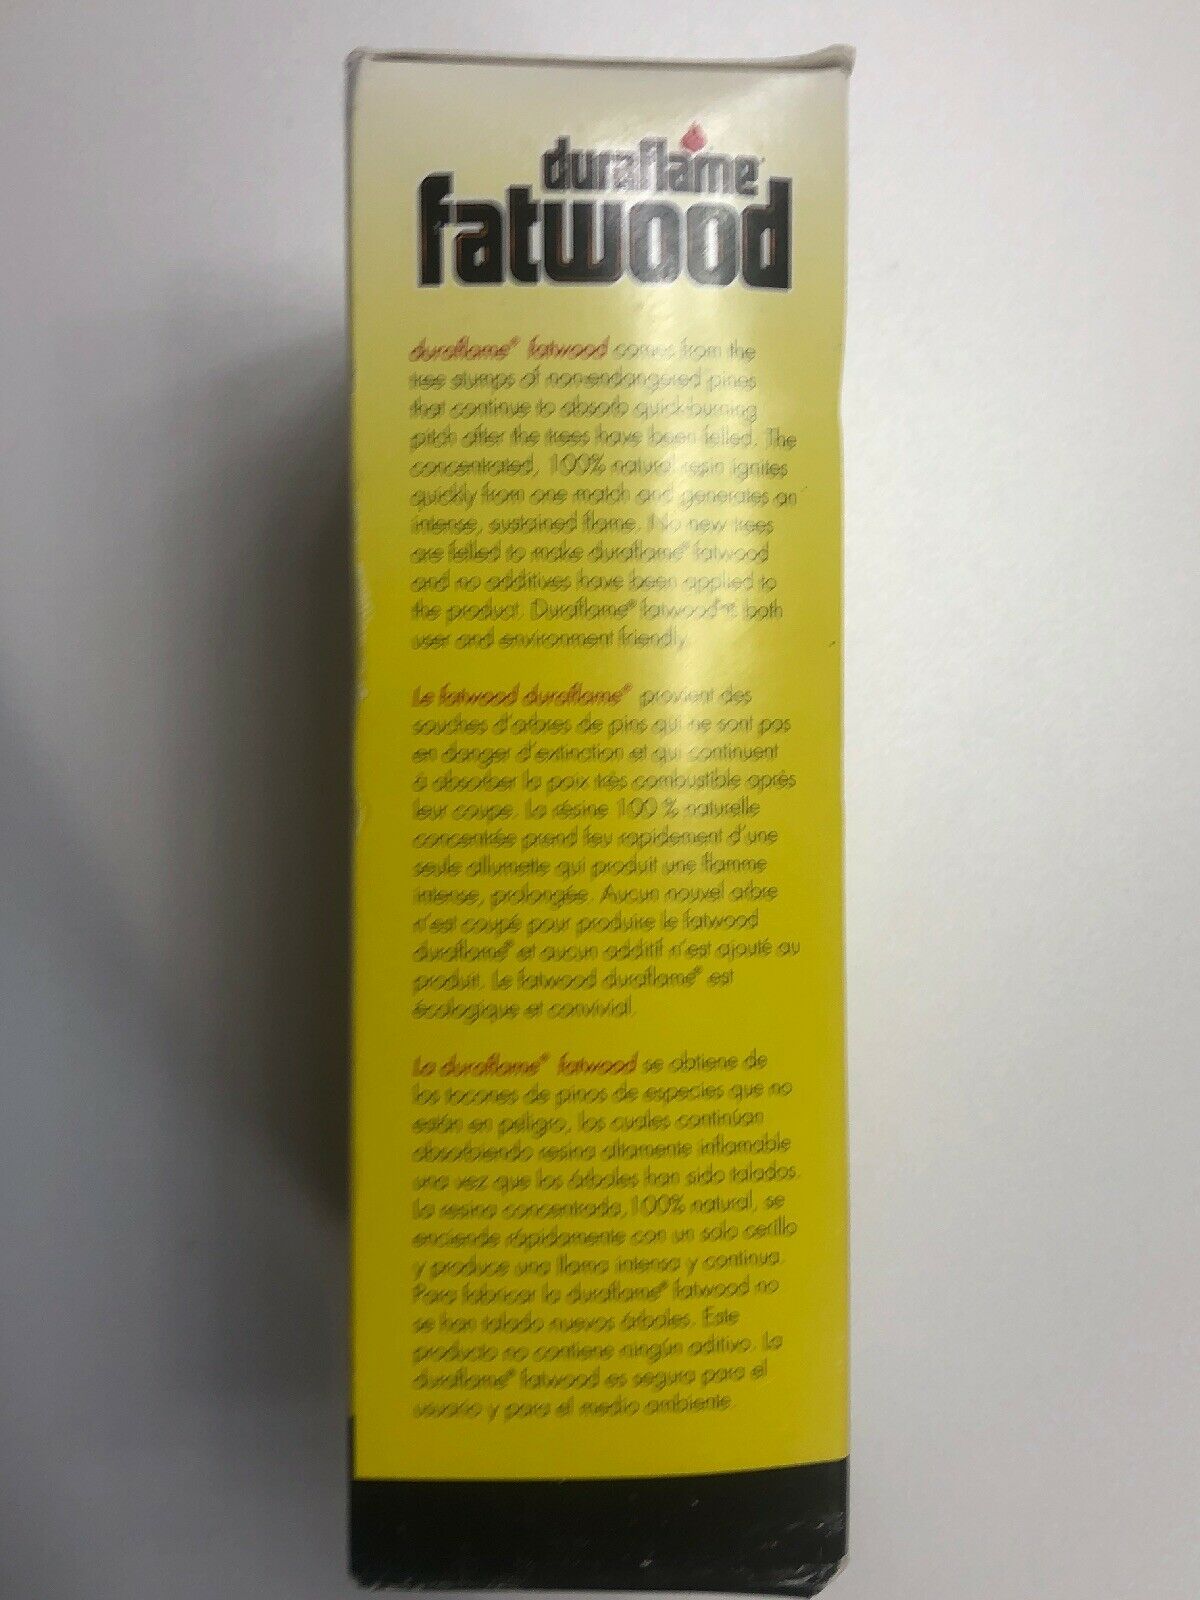 duraflame
fatwood
duraflame® fatwood comes from the
tree stumps of non-endangered pines
that continue to absorb quick-burning
pitch after the trees have been felled. The
concentrated, 100% natural resin ignites
quickly from one match and generates an
intense, sustained flame. No new trees
are felled to make duraflame® fatwood
and no additives have been applied to
the product. Duraflame® fatwood is both
user and environment friendly.
Le fatwood duraflame® provient des
souches d'arbres de pins qui ne sont pas
en danger d'extinction et qui continuent
à absorber la poix très combustible après
leur coupe. La résine 100 % naturelle
concentrée prend feu rapidement d'une
seule allumette qui produit une flamme
intense, prolongée. Aucun nouvel arbre
n'est coupé pour produire le fatwood
duraflame® et aucun additif n'est ajouté au
produit. Le fatwood duraflame® est
écologique et convivial.
La duraflame® fatwood se obtiene de
los tocones de pinos de especies que no
están en peligro, los cuales continúan
absorbiendo resina altamente inflamable
una vez que los árboles han sido talados.
La resina concentrada, 100% natural, se
enciende rápidamente con un solo cerillo
y produce una llama intensa y continua.
Para fabricar la duraflame® fatwood no
se han talado nuevos árboles. Este
producto no contiene ningún aditivo. La
duraflame® fatwood es segura para el
usuario y para el medio ambiente.